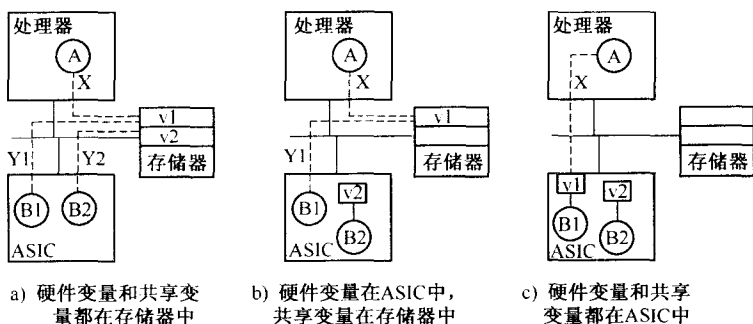 处理器
A
X
v1
v2
存储器
Y1
Y2
B1
B2
ASIC
a) 硬件变量和共享变
量都在存储器中
处理器
A
X
v1
存储器
Y1
B1
v2
B2
ASIC
b) 硬件变量在ASIC中,
共享变量在存储器中
处理器
A
X
存储器
v1
v2
B1
B2
ASIC
c) 硬件变量和共享
变量都在ASIC中